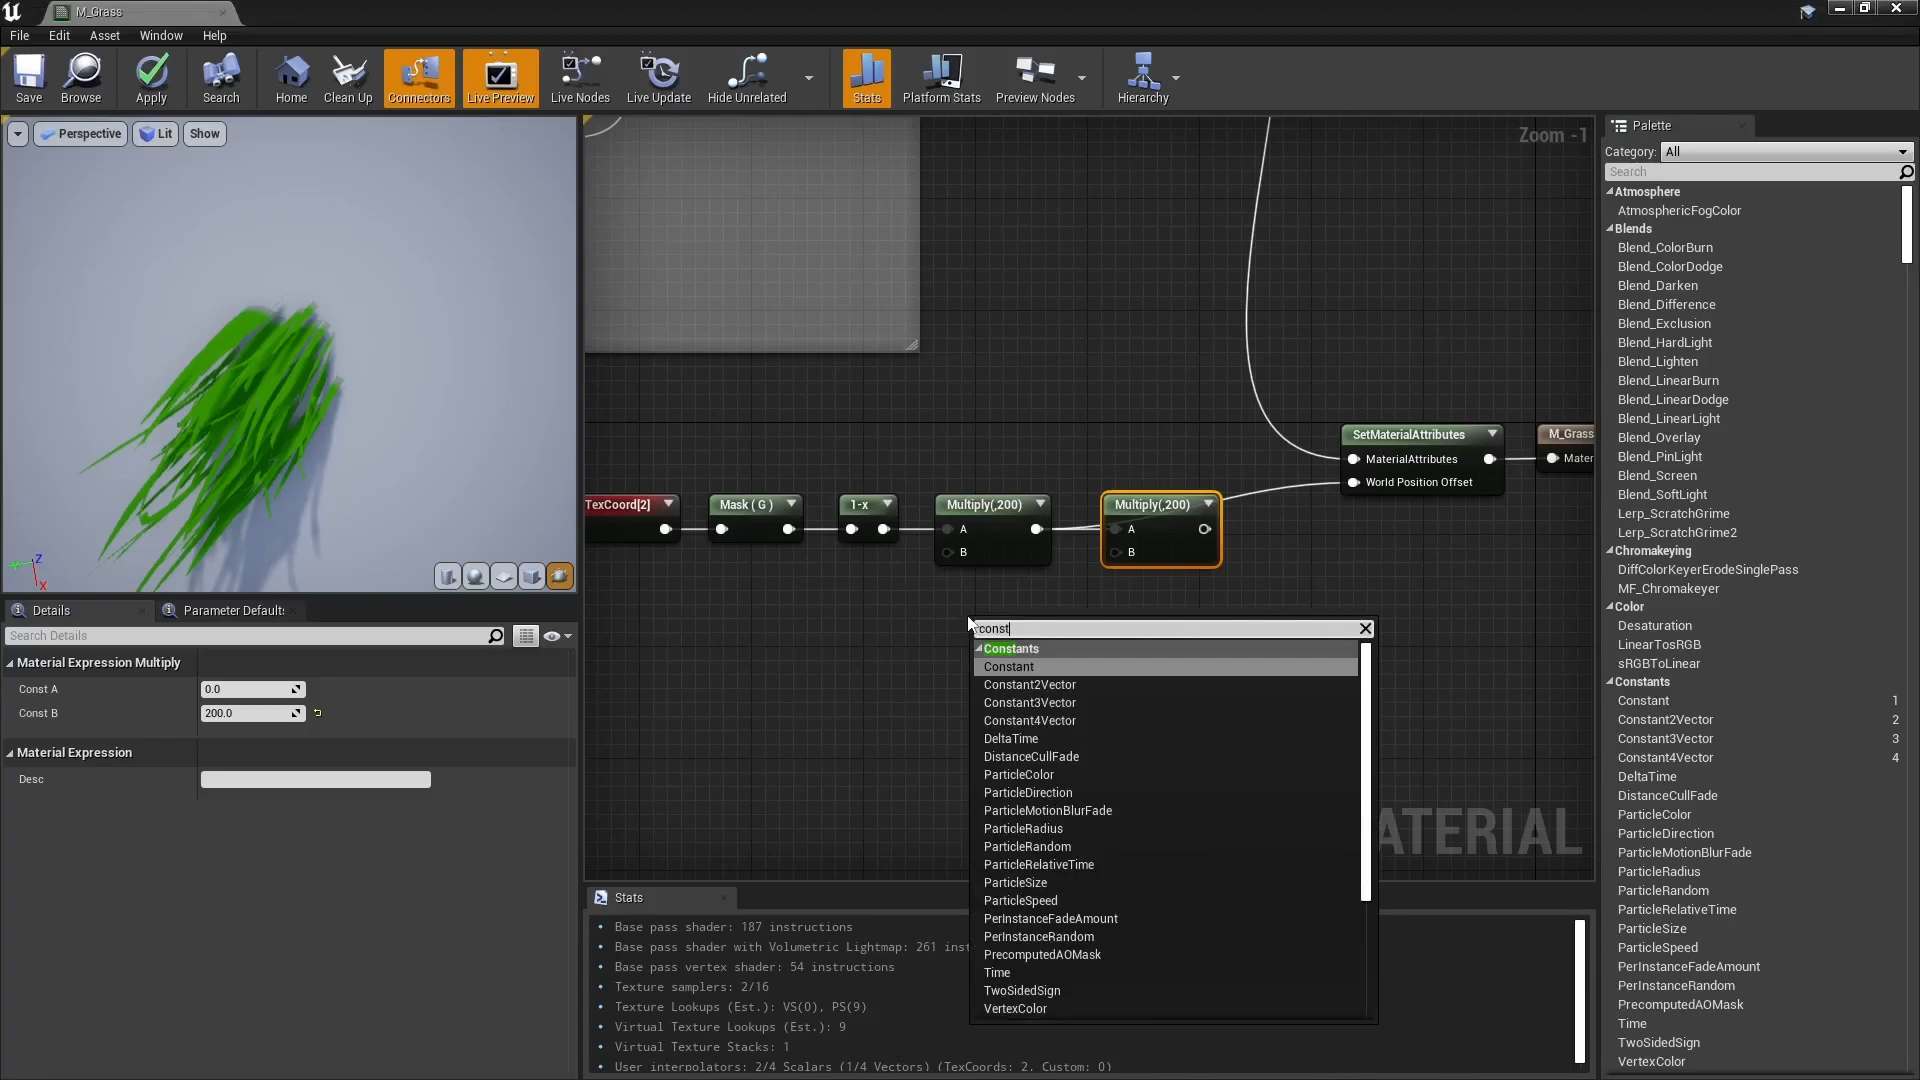 M_Grass
File Edit Asset Window Help
Save Browse Apply Search Home Clean Up Connectors Live Preview Live Nodes Live Update Hide Unrelated Stats Platform Stats Preview Nodes Hierarchy
Perspective Lit Show
Zoom -1
Palette
Category: All
Search
Atmosphere
AtmosphericFogColor
Blends
Blend_ColorBurn
Blend_ColorDodge
Blend_Darken
Blend_Difference
Blend_Exclusion
Blend_HardLight
Blend_Lighten
Blend_LinearBurn
Blend_LinearDodge
Blend_LinearLight
Blend_Overlay
Blend_PinLight
Blend_Screen
Blend_SoftLight
Lerp_ScratchGrime
Lerp_ScratchGrime2
Chromakeying
DiffColorKeyerErodeSinglePass
MF_Chromakeyer
Color
Desaturation
LinearTosRGB
sRGBToLinear
Constants
Constant 1
Constant2Vector 2
Constant3Vector 3
Constant4Vector 4
DeltaTime
DistanceCullFade
ParticleColor
ParticleDirection
ParticleMotionBlurFade
ParticleRadius
ParticleRandom
ParticleRelativeTime
ParticleSize
ParticleSpeed
PerInstanceFadeAmount
PerInstanceRandom
PrecomputedAOMask
Time
TwoSidedSign
VertexColor
SetMaterialAttributes
MaterialAttributes
World Position Offset
M_Grass
Mater
TexCoord[2]
Mask ( G )
1-x
Multiply(,200)
A
B
Multiply(,200)
A
B
Z
X
const
Constants
Constant
Constant2Vector
Constant3Vector
Constant4Vector
DeltaTime
DistanceCullFade
ParticleColor
ParticleDirection
ParticleMotionBlurFade
ParticleRadius
ParticleRandom
ParticleRelativeTime
ParticleSize
ParticleSpeed
PerInstanceFadeAmount
PerInstanceRandom
PrecomputedAOMask
Time
TwoSidedSign
VertexColor
ATERIAL
Details
Parameter Default
Search Details
Material Expression Multiply
Const A 0.0
Const B 200.0
Material Expression
Desc
Stats
Base pass shader: 187 instructions
Base pass shader with Volumetric Lightmap: 261 inst
Base pass vertex shader: 54 instructions
Texture samplers: 2/16
Texture Lookups (Est.): VS(0), PS(9)
Virtual Texture Lookups (Est.): 9
Virtual Texture Stacks: 1
User interpolators: 2/4 Scalars (1/4 Vectors) (TexCoords: 2, Custom: 0)